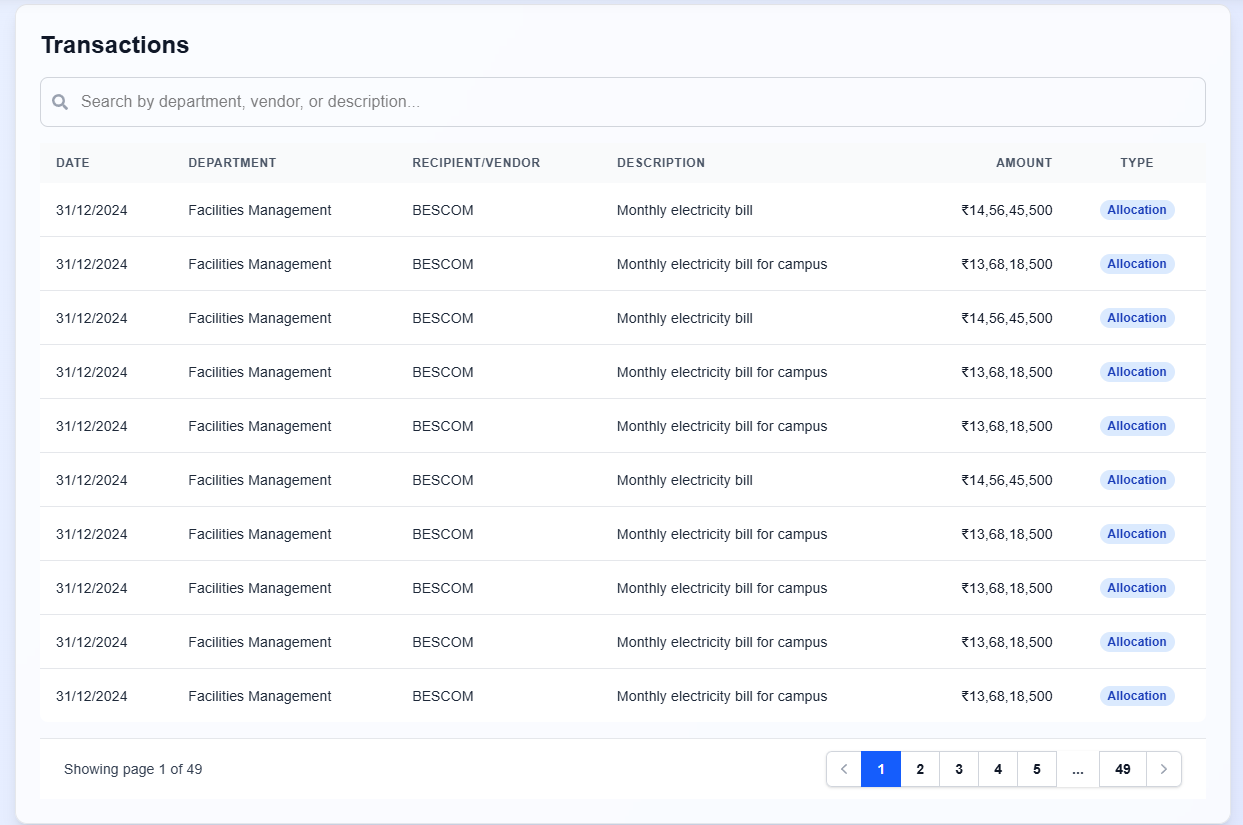 Transactions
Search by department, vendor, or description...
DATE DEPARTMENT RECIPIENT/VENDOR DESCRIPTION AMOUNT TYPE
31/12/2024 Facilities Management BESCOM Monthly electricity bill ₹14,56,45,500 Allocation
31/12/2024 Facilities Management BESCOM Monthly electricity bill for campus ₹13,68,18,500 Allocation
31/12/2024 Facilities Management BESCOM Monthly electricity bill ₹14,56,45,500 Allocation
31/12/2024 Facilities Management BESCOM Monthly electricity bill for campus ₹13,68,18,500 Allocation
31/12/2024 Facilities Management BESCOM Monthly electricity bill for campus ₹13,68,18,500 Allocation
31/12/2024 Facilities Management BESCOM Monthly electricity bill ₹14,56,45,500 Allocation
31/12/2024 Facilities Management BESCOM Monthly electricity bill for campus ₹13,68,18,500 Allocation
31/12/2024 Facilities Management BESCOM Monthly electricity bill for campus ₹13,68,18,500 Allocation
31/12/2024 Facilities Management BESCOM Monthly electricity bill for campus ₹13,68,18,500 Allocation
31/12/2024 Facilities Management BESCOM Monthly electricity bill for campus ₹13,68,18,500 Allocation
Showing page 1 of 49 1 2 3 4 5 ... 49